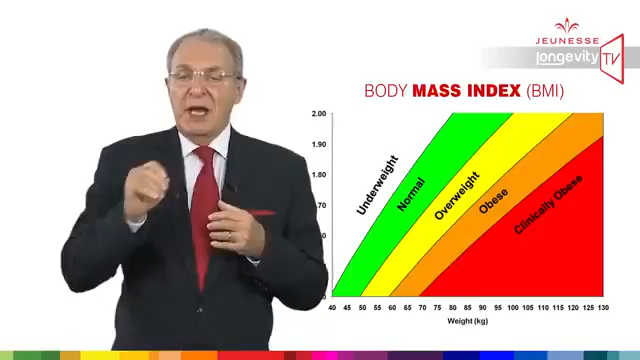 JEUNESSE
longevity TV
BODY MASS INDEX (BMI)
2.00
1.90
1.80
1.70
Underweight
Normal
Overweight
Obese
Clinically Obese
40 45 50 55 60 65 70 75 80 85 90 95 100 105 110 115 120 125 130
Weight (kg)